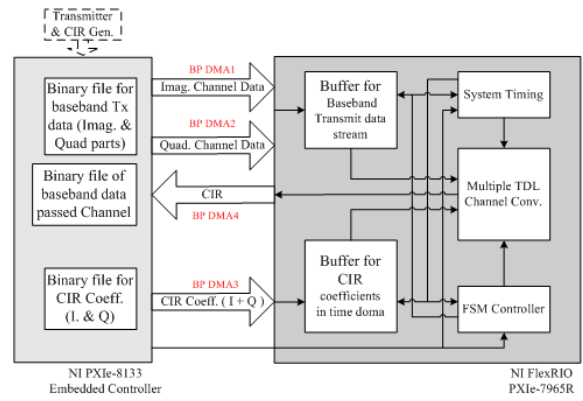 Transmitter
& CIR Gen.
Binary file for
baseband Tx
data (Imag. &
Quad parts)
Binary file of
baseband data
passed Channel
Binary file for
CIR Coeff.
(I. & Q)
BP DMA1
Imag. Channel Data
BP DMA2
Quad. Channel Data
CIR
BP DMA4
BP DMA3
CIR Coeff. ( I + Q )
Buffer for
Baseband
Transmit data
stream
Buffer for
CIR
coefficients
in time doma
System Timing
Multiple TDL
Channel Conv.
FSM Controller
NI PXIe-8133
Embedded Controller
NI FlexRIO
PXIe-7965R